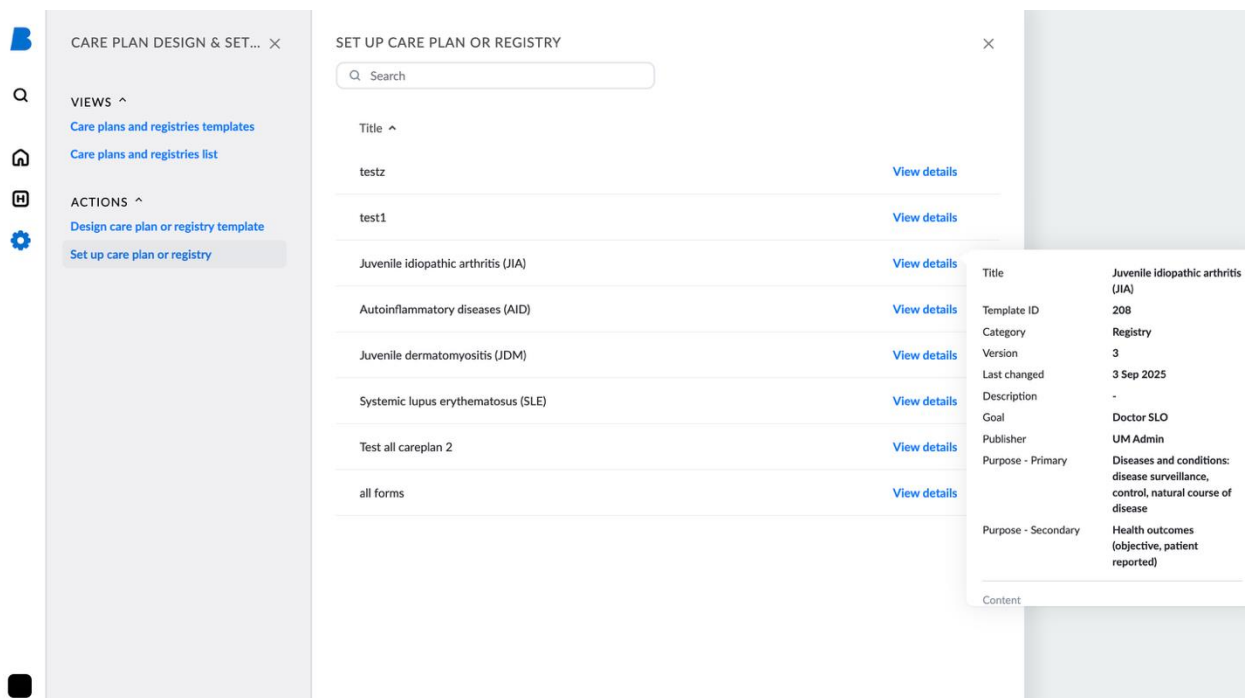 CARE PLAN DESIGN & SET...
VIEWS
Care plans and registries templates
Care plans and registries list
ACTIONS
Design care plan or registry template
Set up care plan or registry
SET UP CARE PLAN OR REGISTRY
Search
Title
testz View details
test1 View details
Juvenile idiopathic arthritis (JIA) View details
Autoinflammatory diseases (AID) View details
Juvenile dermatomyositis (JDM) View details
Systemic lupus erythematosus (SLE) View details
Test all careplan 2 View details
all forms View details
Title Juvenile idiopathic arthritis
(JIA)
Template ID 208
Category Registry
Version 3
Last changed 3 Sep 2025
Description -
Goal Doctor SLO
Publisher UM Admin
Purpose - Primary Diseases and conditions:
disease surveillance,
control, natural course of
disease
Purpose - Secondary Health outcomes
(objective, patient
reported)
Content